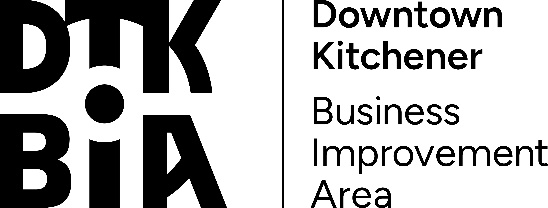 DTK
BiA
Downtown
Kitchener
Business
Improvement
Area